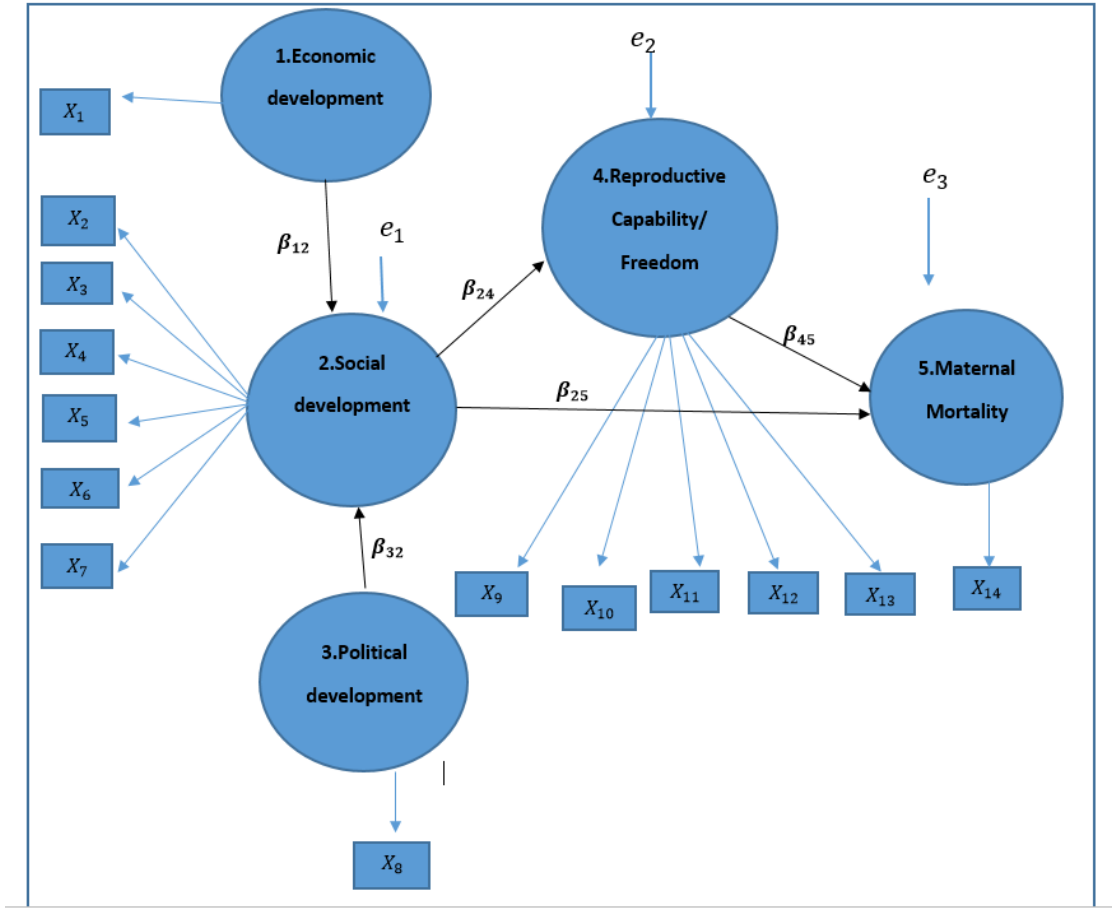 1.Economic
development
e₂
X₁
4.Reproductive
Capability/
Freedom
e₃
X₂
β₁₂
e₁
X₃
β₂₄
X₄
β₄₅
2.Social
development
5.Maternal
Mortality
β₂₅
X₅
X₆
β₃₂
X₇
X₉
X₁₀
X₁₁
X₁₂
X₁₃
X₁₄
3.Political
development
X₈